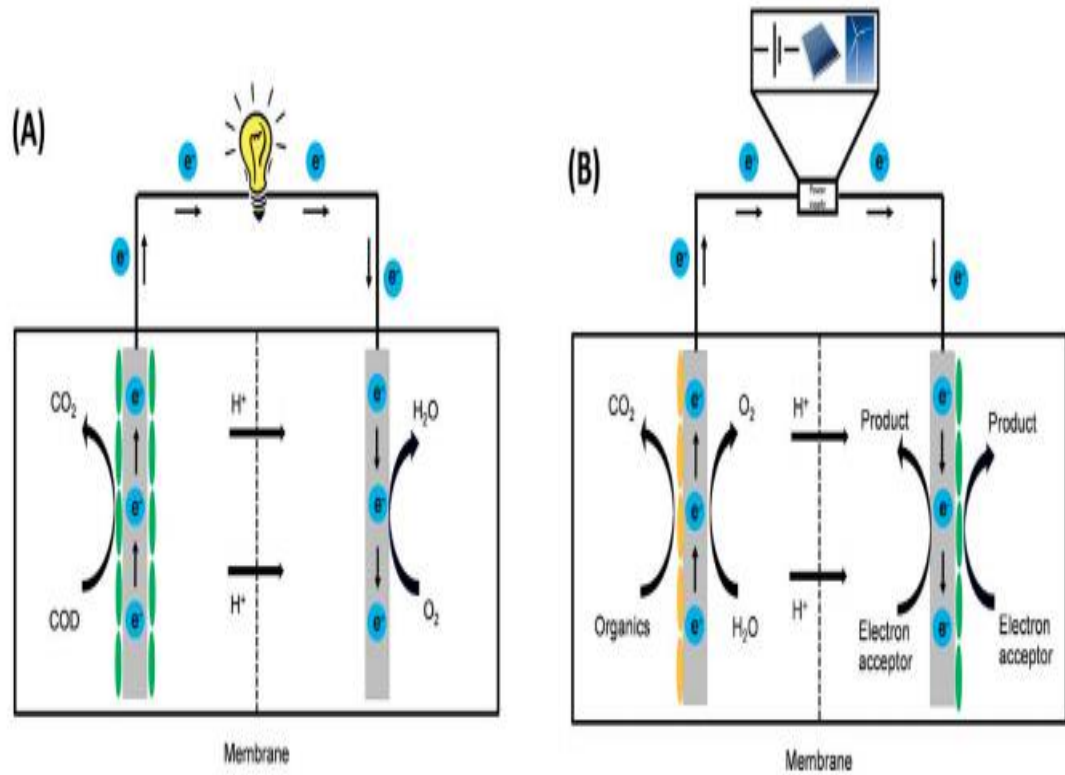 (A)
e⁻
e⁻
e⁻
e⁻
CO₂
e⁻
H⁺
e⁻
H₂O
e⁻
e⁻
COD
e⁻
H⁺
e⁻
O₂
Membrane
(B)
Power
supply
e⁻
e⁻
e⁻
e⁻
CO₂
e⁻
O₂
H⁺
Product
e⁻
Product
e⁻
e⁻
Organics
e⁻
H₂O
H⁺
Electron
acceptor
e⁻
Electron
acceptor
Membrane